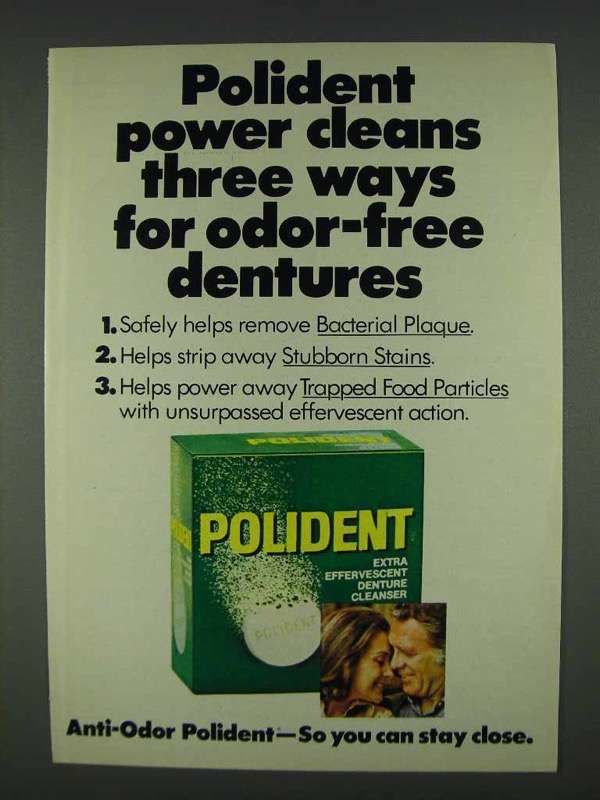 Polident
power cleans
three ways
for odor-free
dentures
1. Safely helps remove Bacterial Plaque.
2. Helps strip away Stubborn Stains.
3. Helps power away Trapped Food Particles
with unsurpassed effervescent action.
POLIDENT
POLIDENT
EXTRA
EFFERVESCENT
DENTURE
CLEANSER
POLIDENT
Anti-Odor Polident—So you can stay close.